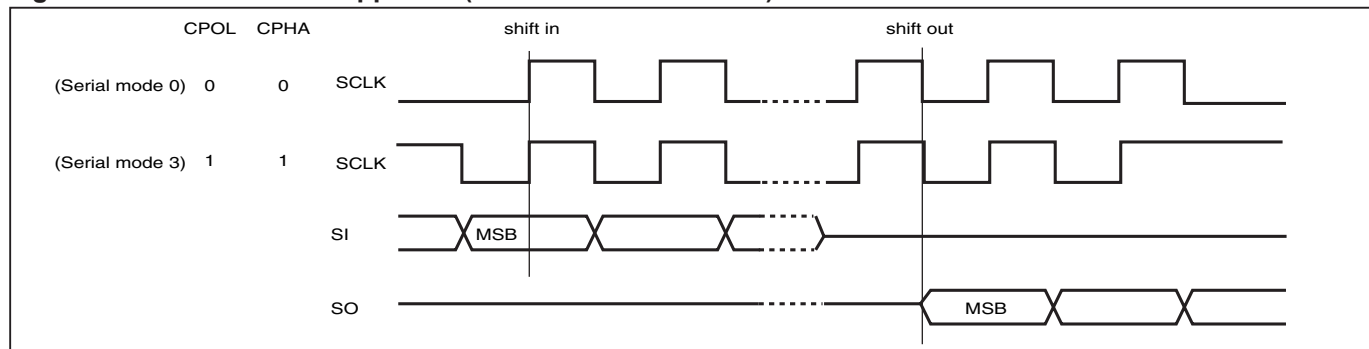 CPOL CPHA shift in shift out
(Serial mode 0) 0 0 SCLK
(Serial mode 3) 1 1 SCLK
SI MSB
SO MSB